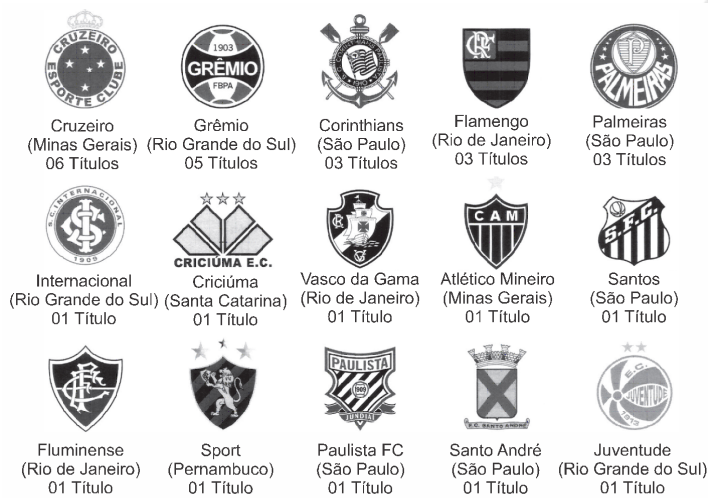 CRUZEIRO
ESPORTE CLUBE
Cruzeiro
(Minas Gerais)
06 Títulos
1903
GRÊMIO
FBPA
Grêmio
(Rio Grande do Sul)
05 Títulos
Corinthians
(São Paulo)
03 Títulos
CRF
Flamengo
(Rio de Janeiro)
03 Títulos
P
PALMEIRAS
Palmeiras
(São Paulo)
03 Títulos
S.C. INTERNACIONAL
1909
Internacional
(Rio Grande do Sul)
01 Título
CRICIÚMA E.C.
Criciúma
(Santa Catarina)
01 Título
Vasco da Gama
(Rio de Janeiro)
01 Título
CAM
Atlético Mineiro
(Minas Gerais)
01 Título
S.F.C.
Santos
(São Paulo)
01 Título
Fluminense
(Rio de Janeiro)
01 Título
Sport
(Pernambuco)
01 Título
PAULISTA
1909
JUNDIAÍ
Paulista FC
(São Paulo)
01 Título
E.C. SANTO ANDRÉ
Santo André
(São Paulo)
01 Título
E.C.
JUVENTUDE
1913
Juventude
(Rio Grande do Sul)
01 Título